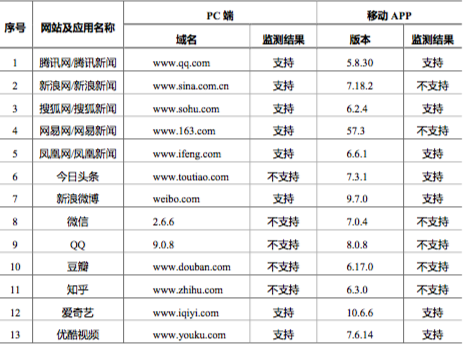 序号 网站及应用名称 PC 端 移动 APP
域名 监测结果 版本 监测结果
1 腾讯网/腾讯新闻 www.qq.com 支持 5.8.30 支持
2 新浪网/新浪新闻 www.sina.com.cn 支持 7.18.2 不支持
3 搜狐网/搜狐新闻 www.sohu.com 支持 6.2.4 支持
4 网易网/网易新闻 www.163.com 支持 57.3 不支持
5 凤凰网/凤凰新闻 www.ifeng.com 支持 6.6.1 支持
6 今日头条 www.toutiao.com 不支持 7.3.1 支持
7 新浪微博 weibo.com 支持 9.7.0 支持
8 微信 2.6.6 不支持 7.0.4 不支持
9 QQ 9.0.8 不支持 8.0.8 不支持
10 豆瓣 www.douban.com 不支持 6.17.0 不支持
11 知乎 www.zhihu.com 不支持 6.3.0 不支持
12 爱奇艺 www.iqiyi.com 支持 10.6.6 支持
13 优酷视频 www.youku.com 支持 7.6.14 支持